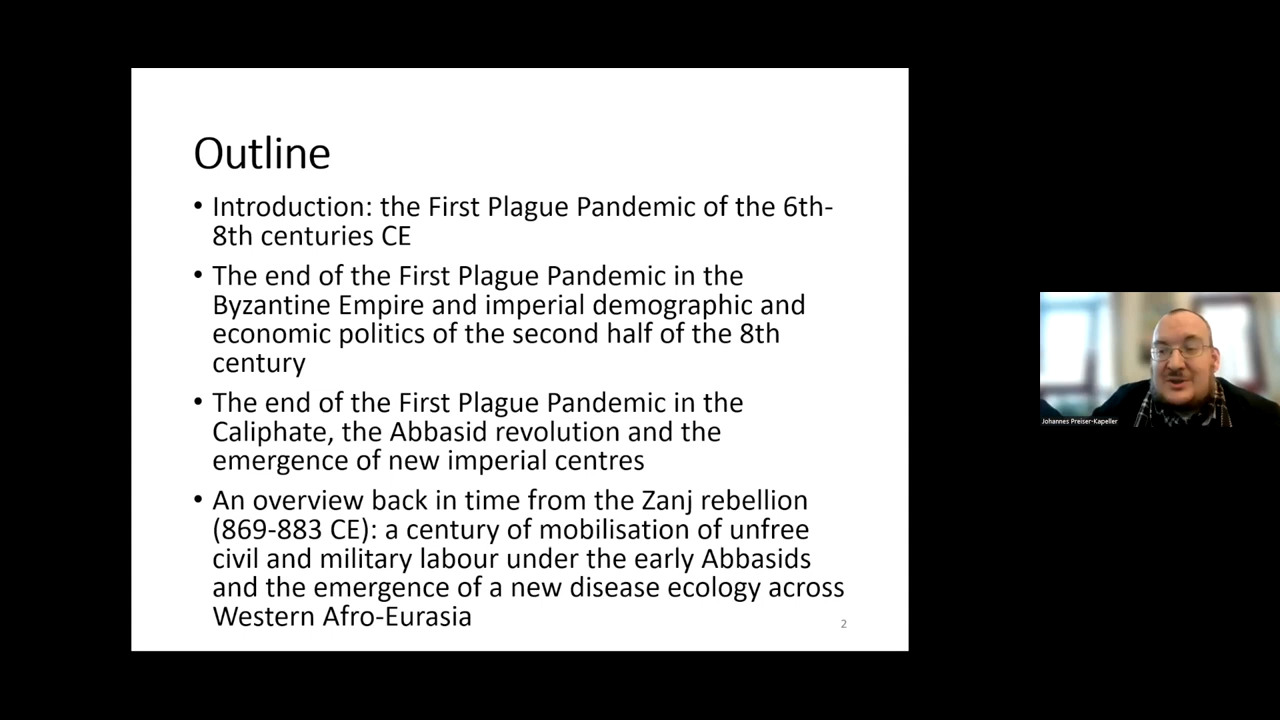 Outline
• Introduction: the First Plague Pandemic of the 6th-
8th centuries CE
• The end of the First Plague Pandemic in the
Byzantine Empire and imperial demographic and
economic politics of the second half of the 8th
century
• The end of the First Plague Pandemic in the
Caliphate, the Abbasid revolution and the
emergence of new imperial centres
• An overview back in time from the Zanj rebellion
(869-883 CE): a century of mobilisation of unfree
civil and military labour under the early Abbasids
and the emergence of a new disease ecology across
Western Afro-Eurasia
2
Johannes Preiser-Kapeller